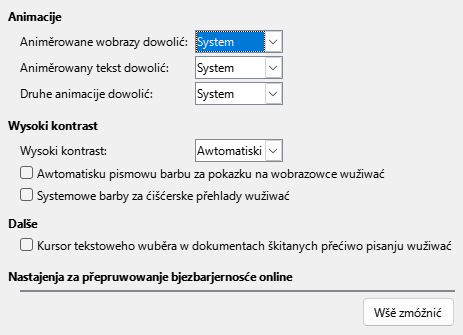 Animacije
Animěrowane wobrazy dowolić: System
Animěrowany tekst dowolić: System
Druhe animacije dowolić: System
Wysoki kontrast
Wysoki kontrast: Awtomatiski
Awtomatisku pismowu barbu za pokazku na wobrazowce wužiwać
Systemowe barby za ćišćerske přehlady wužiwać
Dalše
Kursor tekstoweho wuběra w dokumentach škitanych přećiwo pisanju wužiwać
Nastajenja za přepruwowanje bjezbarjernosće online
Wšě zmóžnić